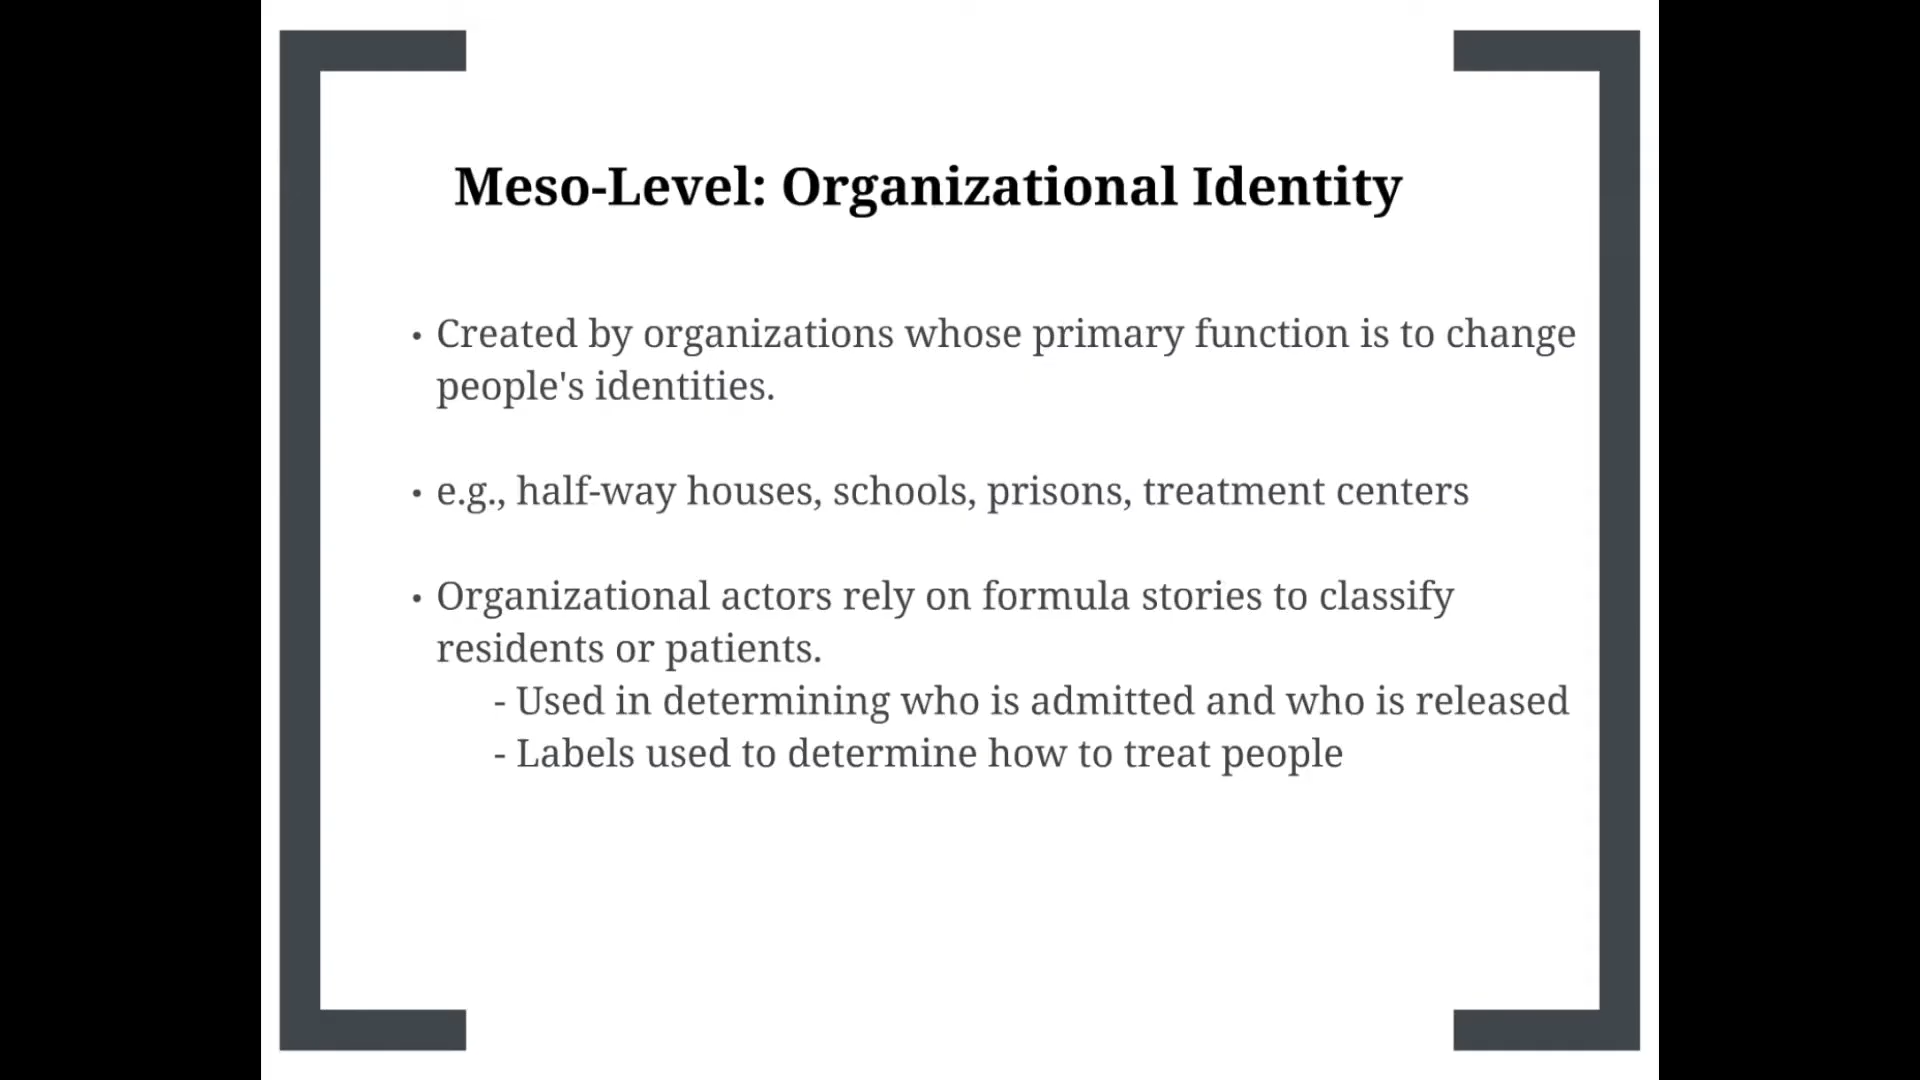 Meso-Level: Organizational Identity
• Created by organizations whose primary function is to change
people's identities.
• e.g., half-way houses, schools, prisons, treatment centers
• Organizational actors rely on formula stories to classify
residents or patients.
- Used in determining who is admitted and who is released
- Labels used to determine how to treat people